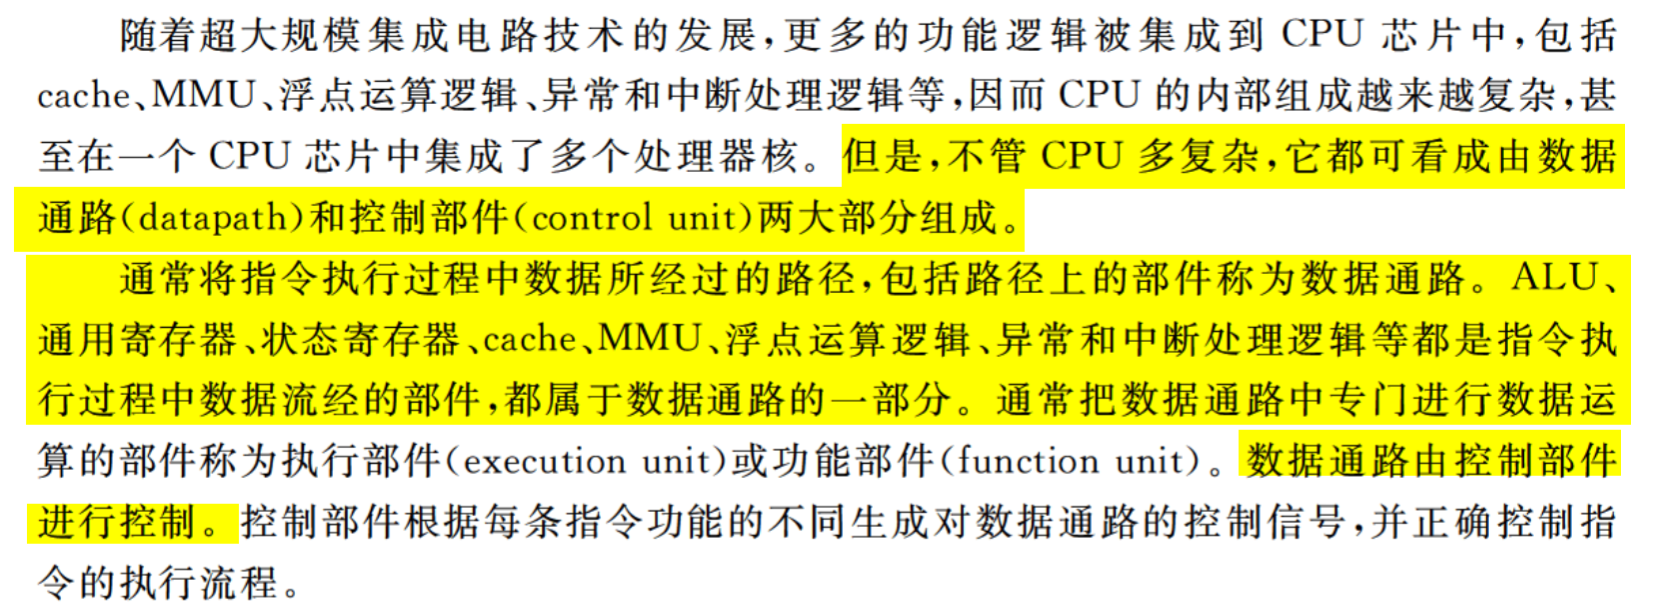 随着超大规模集成电路技术的发展,更多的功能逻辑被集成到 CPU 芯片中,包括
cache、MMU、浮点运算逻辑、异常和中断处理逻辑等,因而 CPU 的内部组成越来越复杂,甚
至在一个 CPU 芯片中集成了多个处理器核。但是,不管 CPU 多复杂,它都可看成由数据
通路(datapath)和控制部件(control unit)两大部分组成。
通常将指令执行过程中数据所经过的路径,包括路径上的部件称为数据通路。ALU、
通用寄存器、状态寄存器、cache、MMU、浮点运算逻辑、异常和中断处理逻辑等都是指令执
行过程中数据流经的部件,都属于数据通路的一部分。通常把数据通路中专门进行数据运
算的部件称为执行部件(execution unit)或功能部件(function unit)。数据通路由控制部件
进行控制。控制部件根据每条指令功能的不同生成对数据通路的控制信号,并正确控制指
令的执行流程。